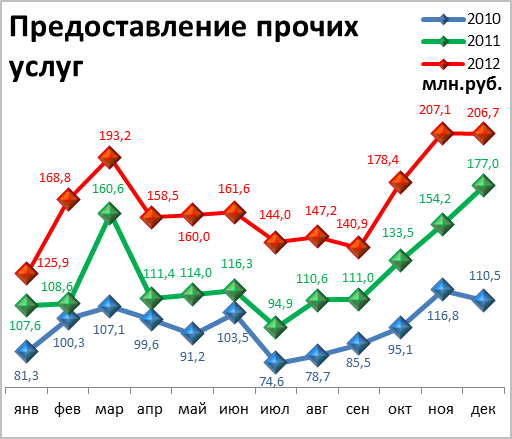 Предоставление прочих
услуг
2010
2011
2012
млн.руб.
207,1 206,7
193,2
178,4
168,8
160,6 158,5 160,0 161,6 144,0 147,2 140,9
177,0
154,2
133,5
125,9
108,6 111,4 114,0 116,3 110,6 111,0
107,6 94,9
110,5
116,8
100,3 107,1 99,6 91,2 103,5 95,1
81,3 74,6 78,7 85,5
янв фев мар апр май июн июл авг сен окт ноя дек